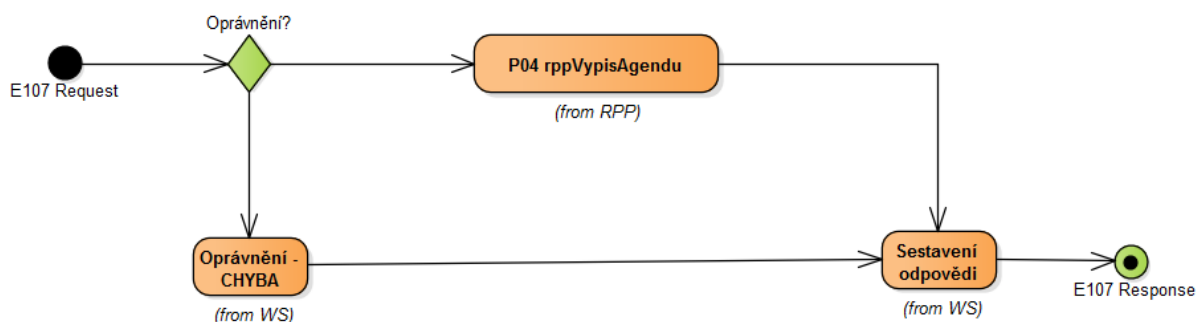 Oprávnění?
E107 Request
P04 rppVypisAgendu
(from RPP)
Oprávnění -
CHYBA
(from WS)
Sestavení
odpovědi
(from WS)
E107 Response